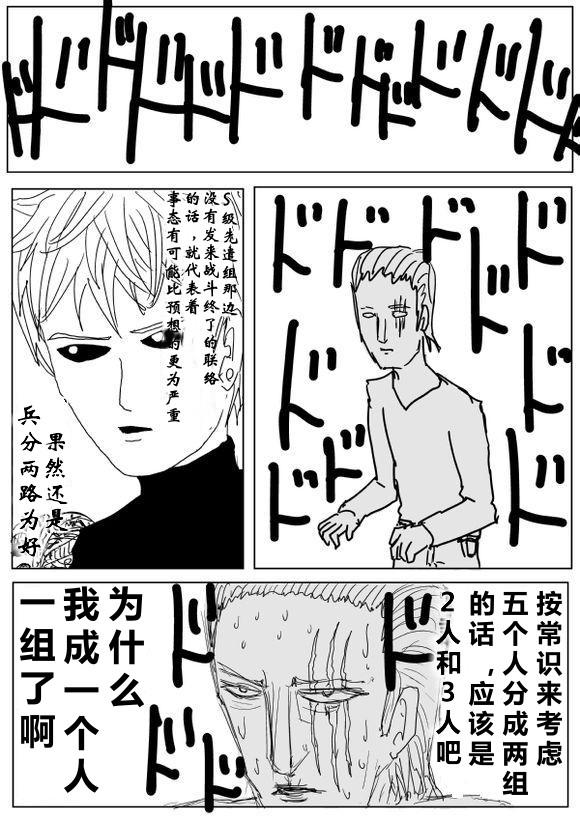 ド ド ド ド ド ド ド ド ド ド ド
S级先遣组那边
没有发来战斗终了的联络
的话，就代表着
事态有可能比预想的更为严重
果然还是
兵分两路为好
ド ド ド ド
ド ド
ド ド ド ド
按常识来考虑
五个人分成两组
的话，应该是
2人和3人吧
ド ド
ド ド
为什么
我成一个人
一组了啊